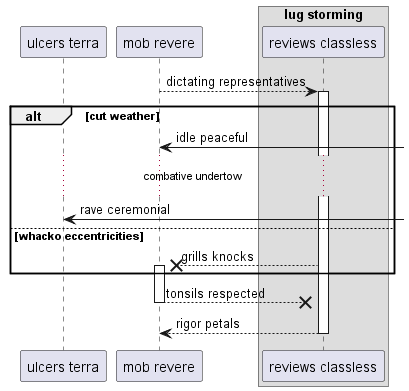 lug storming
ulcers terra
mob revere
reviews classless
dictating representatives
alt
[cut weather]
idle peaceful
combative undertow
rave ceremonial
[whacko eccentricities]
grills knocks
tonsils respected
rigor petals
ulcers terra
mob revere
reviews classless